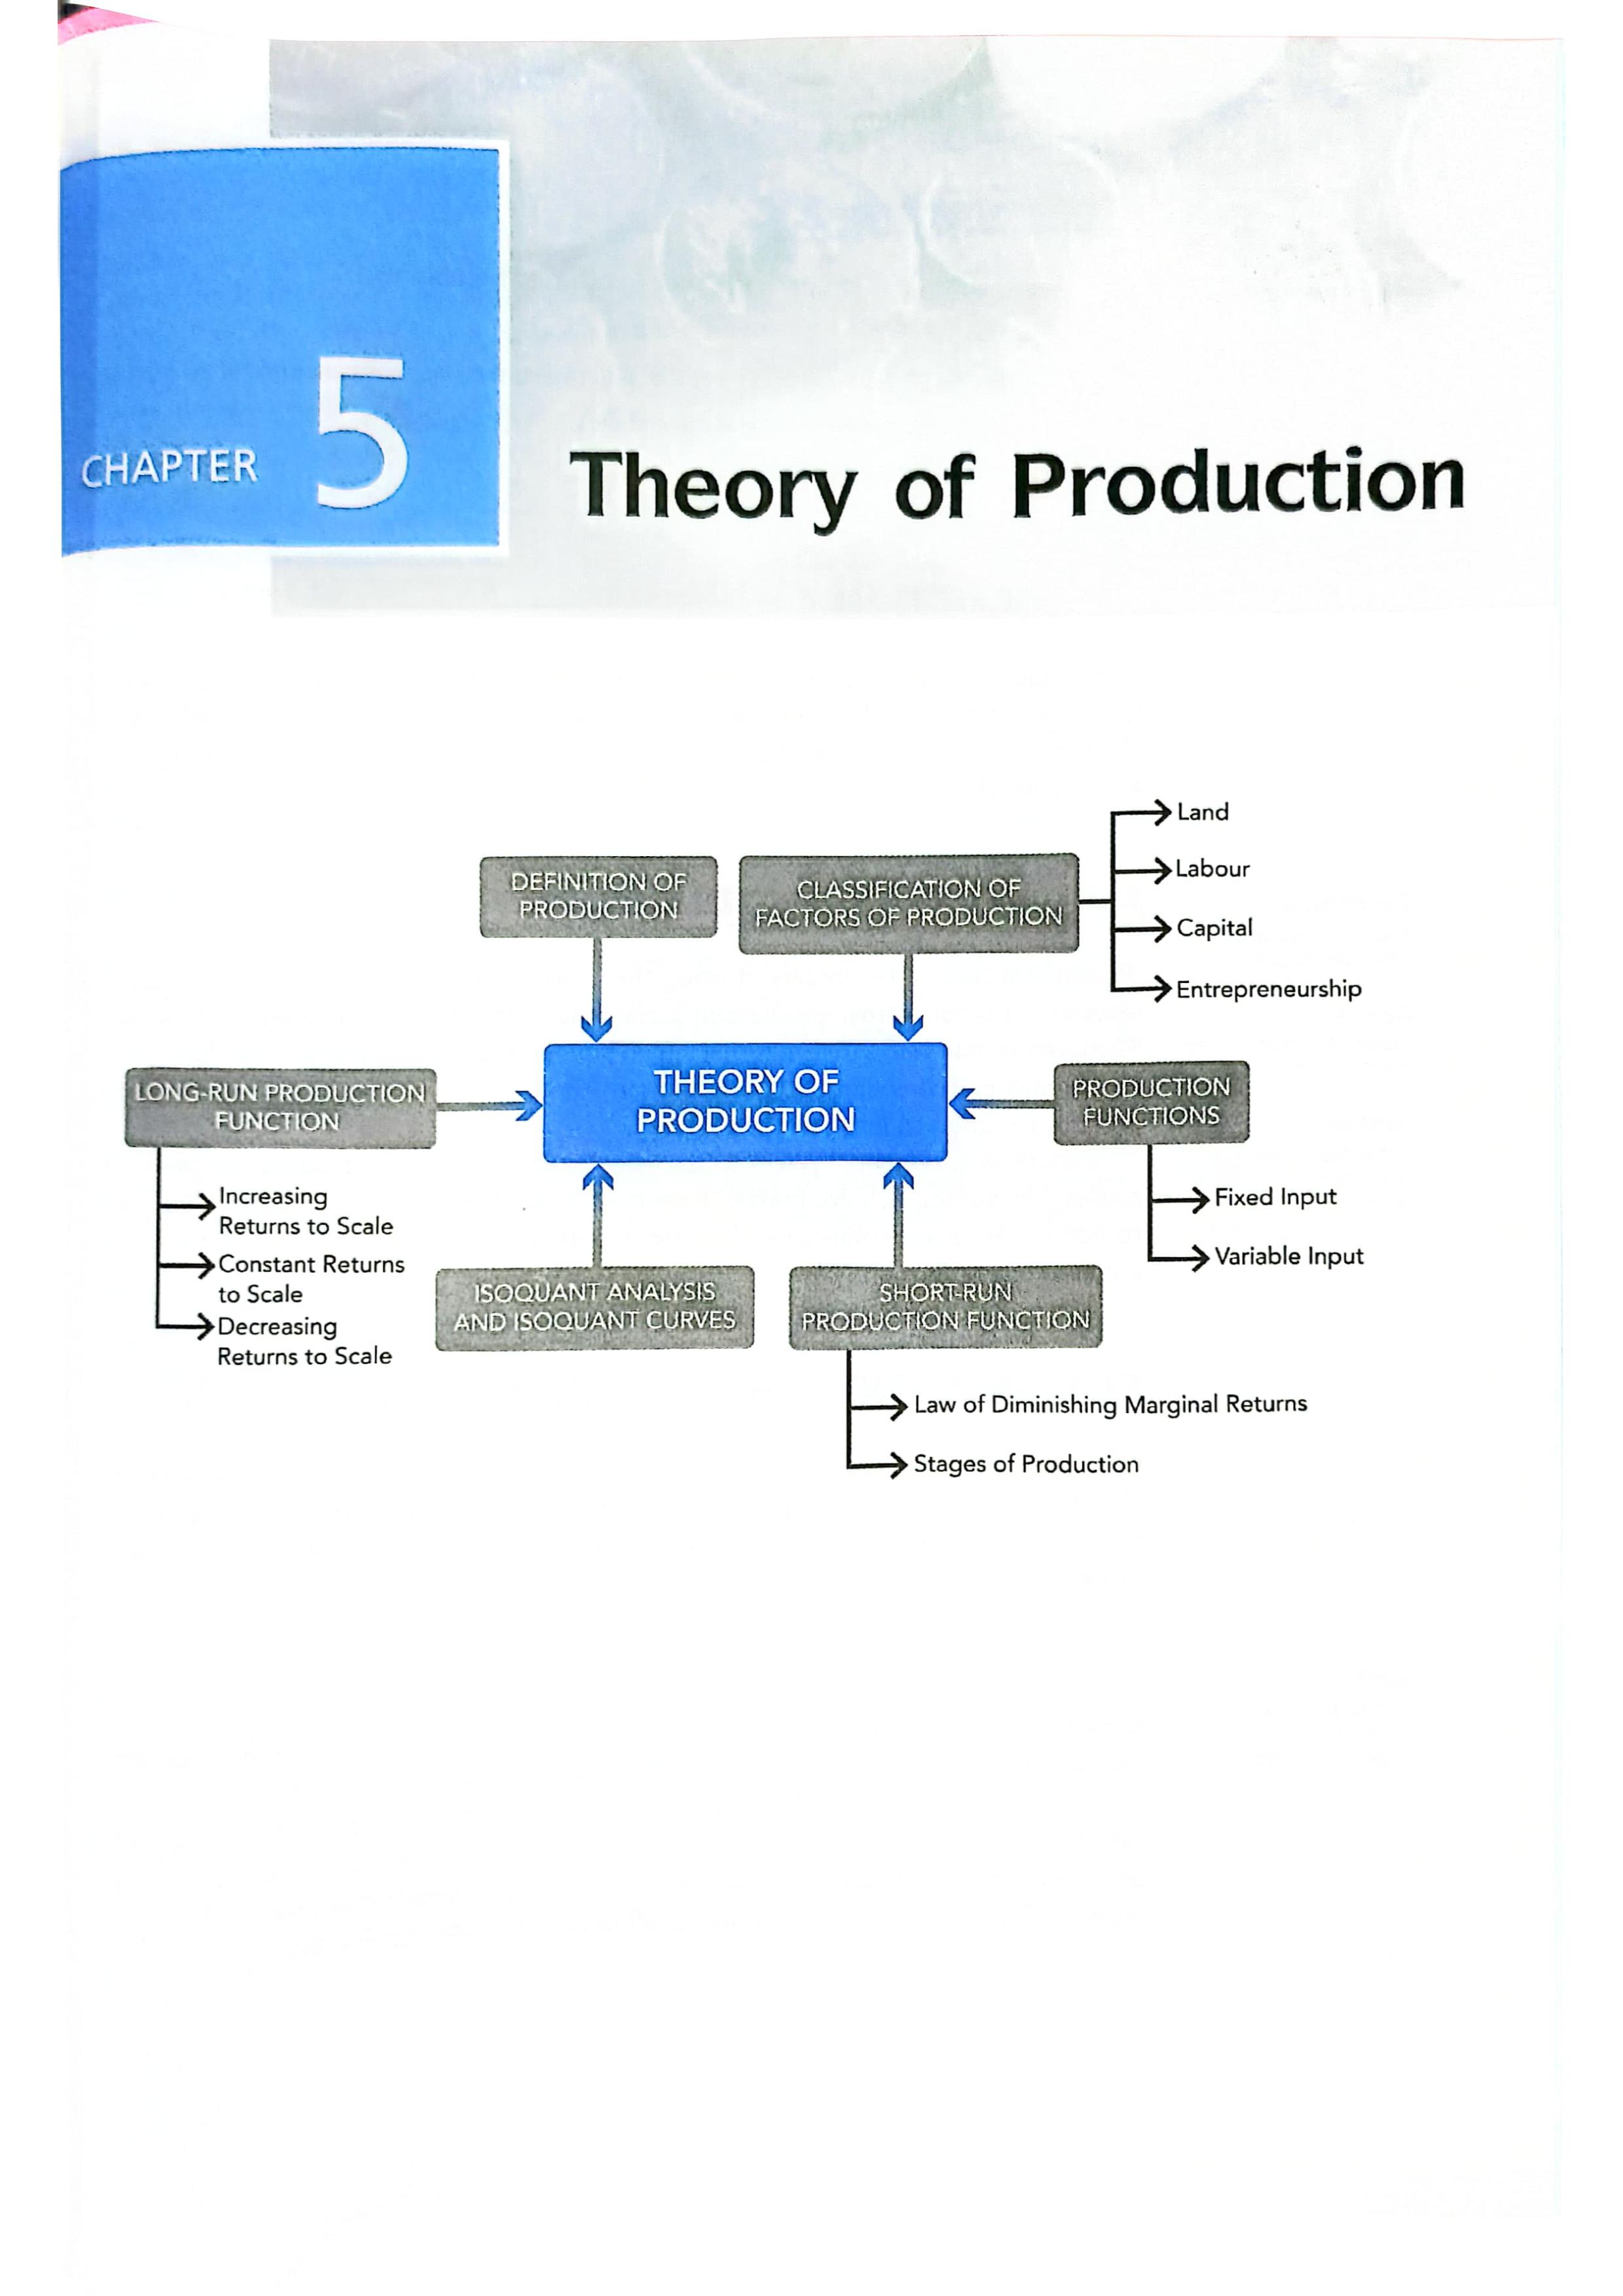 CHAPTER 5
Theory of Production
Land
DEFINITION OF
PRODUCTION
CLASSIFICATION OF
FACTORS OF PRODUCTION
Labour
Capital
Entrepreneurship
LONG-RUN PRODUCTION
FUNCTION
THEORY OF
PRODUCTION
PRODUCTION
FUNCTIONS
Increasing
Returns to Scale
Constant Returns
to Scale
Decreasing
Returns to Scale
Fixed Input
Variable Input
ISOQUANT ANALYSIS
AND ISOQUANT CURVES
SHORT-RUN
PRODUCTION FUNCTION
Law of Diminishing Marginal Returns
Stages of Production